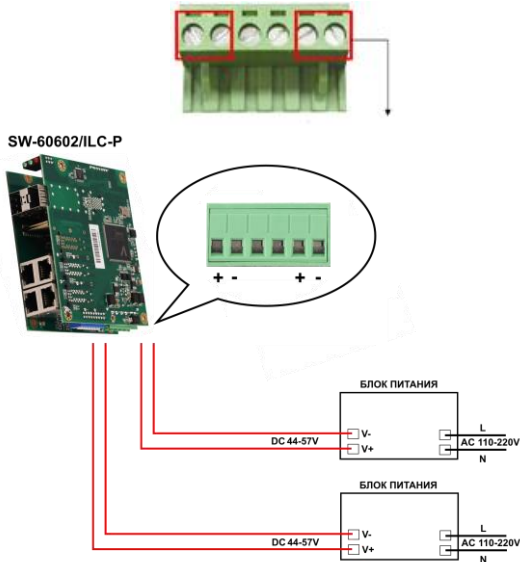 SW-60602/ILC-P
+ - + -
БЛОК ПИТАНИЯ
V-
DC 44-57V
V+
L
AC 110-220V
N
БЛОК ПИТАНИЯ
V-
DC 44-57V
V+
L
AC 110-220V
N